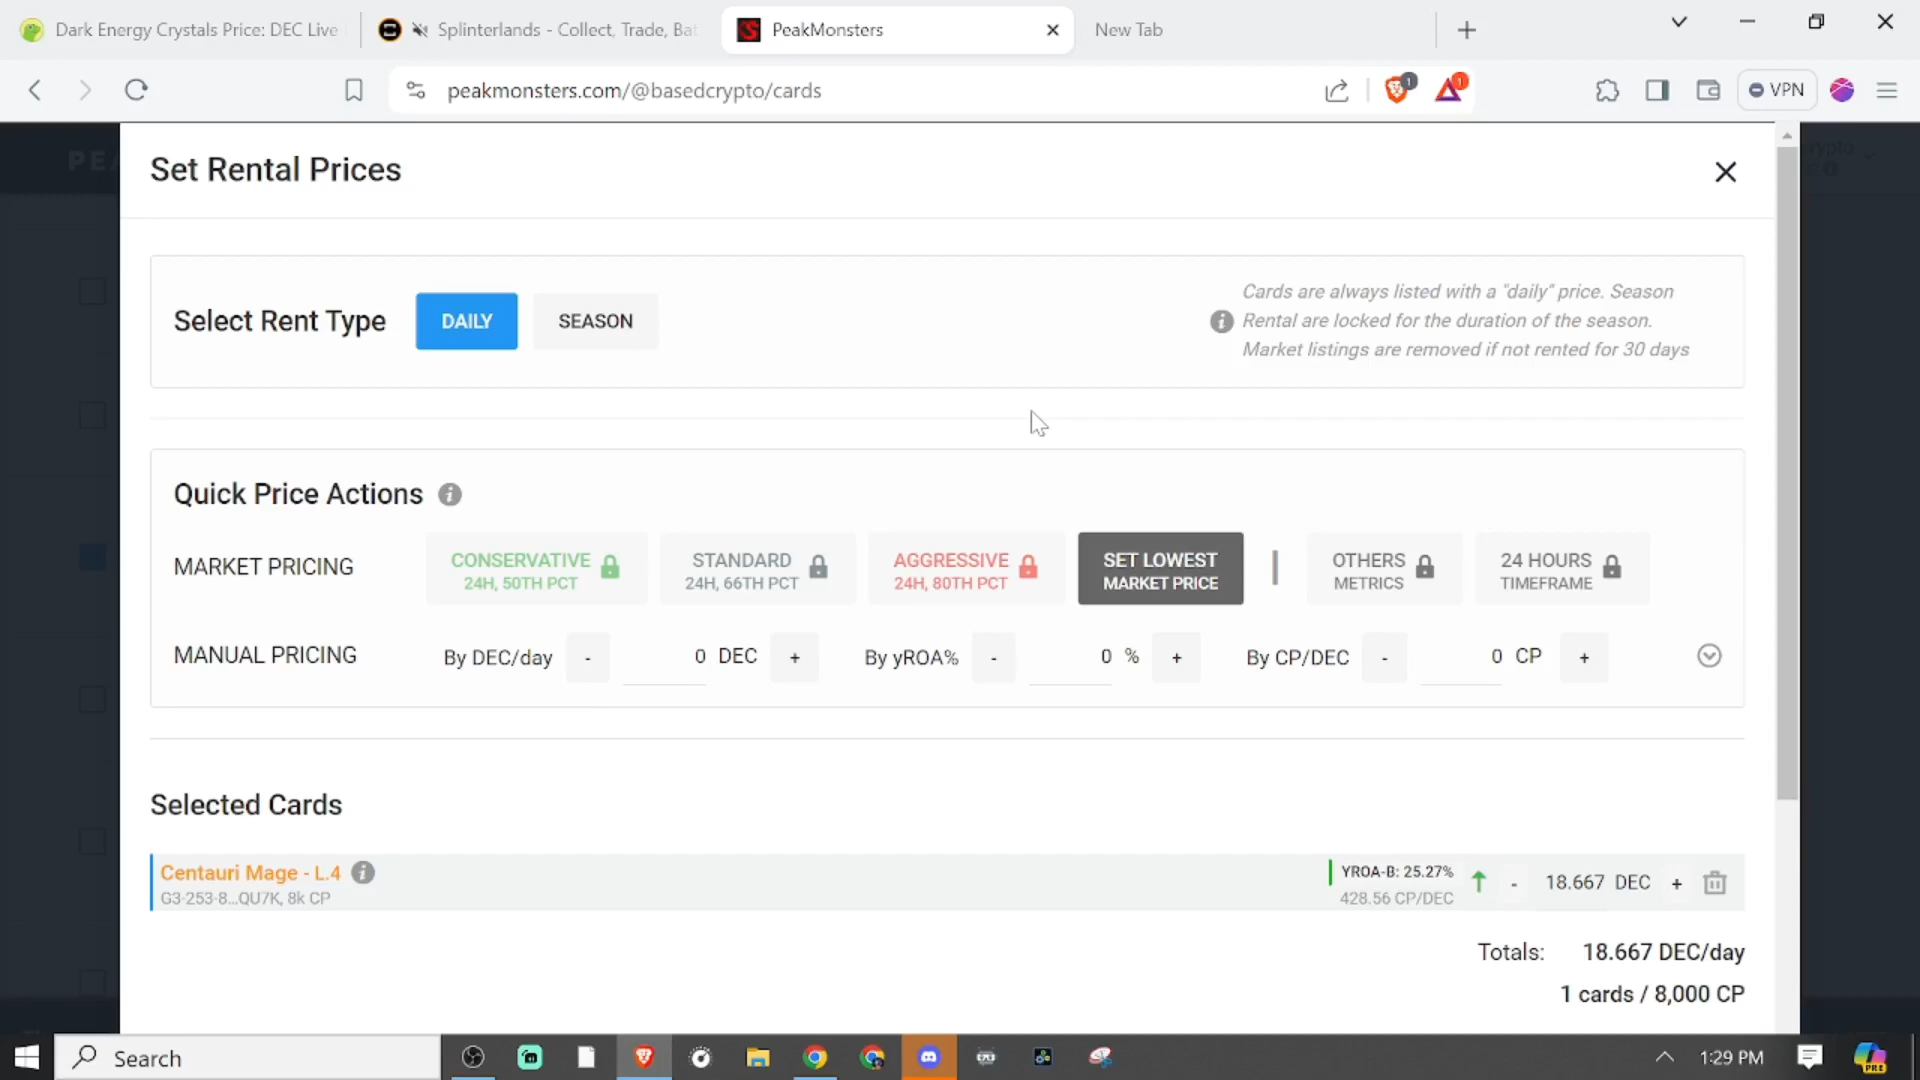 Dark Energy Crystals Price: DEC Live
Splinterlands - Collect, Trade, Bat
PeakMonsters
New Tab
peakmonsters.com/@basedcrypto/cards
1
1
VPN
PEA
Set Rental Prices
Select Rent Type
DAILY
SEASON
Cards are always listed with a "daily" price. Season
Rental are locked for the duration of the season.
Market listings are removed if not rented for 30 days
Quick Price Actions
MARKET PRICING
CONSERVATIVE
24H, 50TH PCT
STANDARD
24H, 66TH PCT
AGGRESSIVE
24H, 80TH PCT
SET LOWEST
MARKET PRICE
OTHERS
METRICS
24 HOURS
TIMEFRAME
MANUAL PRICING
By DEC/day - 0 DEC +
By yROA% - 0 % +
By CP/DEC - 0 CP +
Selected Cards
Centauri Mage - L.4
G3-253-8...QU7K, 8k CP
YROA-B: 25.27%
428.56 CP/DEC
- 18.667 DEC +
Totals: 18.667 DEC/day
1 cards / 8,000 CP
Search
1:29 PM
PRE